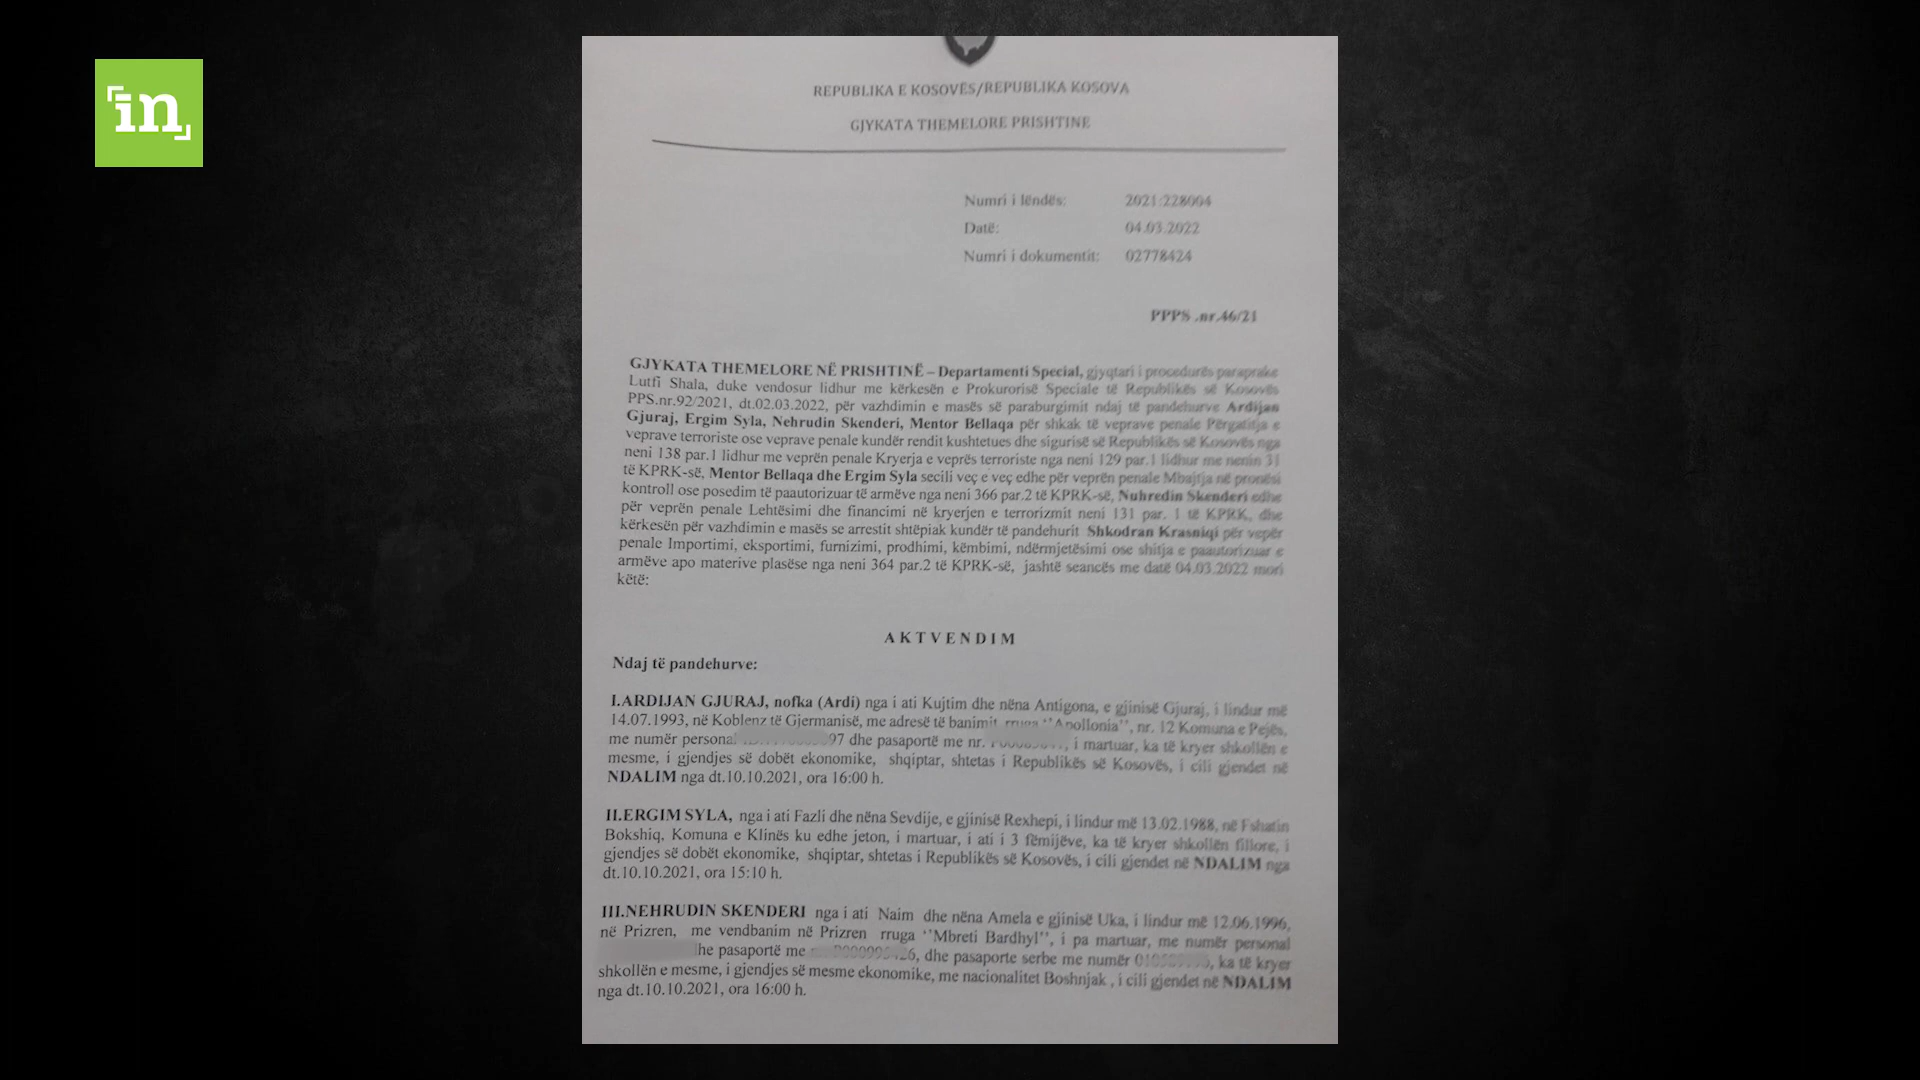 in
REPUBLIKA E KOSOVËS/REPUBLIKA KOSOVA
GJYKATA THEMELORE PRISHTINE
Numri i lëndës: 2021:228004
Datë: 04.03.2022
Numri i dokumentit: 02778424
PPPS .nr.46/21
GJYKATA THEMELORE NË PRISHTINË – Departamenti Special, gjyqtari i procedurës paraprake
Lutfi Shala, duke vendosur lidhur me kërkesën e Prokurorisë Speciale të Republikës së Kosovës
PPS.nr.92/2021, dt.02.03.2022, për vazhdimin e masës së paraburgimit ndaj të pandehurve Ardijan
Gjuraj, Ergim Syla, Nehrudin Skenderi, Mentor Bellaqa për shkak të veprave penale Përgatitja e
veprave terroriste ose veprave penale kundër rendit kushtetues dhe sigurisë së Republikës së Kosovës nga
neni 138 par.1 lidhur me veprën penale Kryerja e veprës terroriste nga neni 129 par.1 lidhur me nenin 31
të KPRK-së, Mentor Bellaqa dhe Ergim Syla secili veç e veç edhe për veprën penale Mbajtja në pronësi
kontroll ose posedim të paautorizuar të armëve nga neni 366 par.2 të KPRK-së, Nuhredin Skenderi edhe
për veprën penale Lehtësimi dhe financimi në kryerjen e terrorizmit neni 131 par. 1 të KPRK, dhe
kërkesën për vazhdimin e masës se arrestit shtëpiak kundër të pandehurit Shkodran Krasniqi për vepër
penale Importimi, eksportimi, furnizimi, prodhimi, këmbimi, ndërmjetësimi ose shitja e paautorizuar e
armëve apo materive plasëse nga neni 364 par.2 të KPRK-së, jashtë seancës me datë 04.03.2022 mori
këtë:
A K T V E N D I M
Ndaj të pandehurve:
I.ARDIJAN GJURAJ, nofka (Ardi) nga i ati Kujtim dhe nëna Antigona, e gjinisë Gjuraj, i lindur më
14.07.1993, në Koblenz të Gjermanisë, me adresë të banimit rruga ‘’Apollonia’’, nr. 12 Komuna e Pejës,
me numër personal 97 dhe pasaportë me nr. , i martuar, ka të kryer shkollën e
mesme, i gjendjes së dobët ekonomike, shqiptar, shtetas i Republikës së Kosovës, i cili gjendet në
NDALIM nga dt.10.10.2021, ora 16:00 h.
II.ERGIM SYLA, nga i ati Fazli dhe nëna Sevdije, e gjinisë Rexhepi, i lindur më 13.02.1988, në Fshatin
Bokshiq, Komuna e Klinës ku edhe jeton, i martuar, i ati i 3 fëmijëve, ka të kryer shkollën fillore, i
gjendjes së dobët ekonomike, shqiptar, shtetas i Republikës së Kosovës, i cili gjendet në NDALIM nga
dt.10.10.2021, ora 15:10 h.
III.NEHRUDIN SKENDERI nga i ati Naim dhe nëna Amela e gjinisë Uka, i lindur më 12.06.1996,
në Prizren, me vendbanim në Prizren rruga ‘’Mbreti Bardhyl’’, i pa martuar, me numër personal
he pasaportë me , dhe pasaporte serbe me numër , ka të kryer
shkollën e mesme, i gjendjes së mesme ekonomike, me nacionalitet Boshnjak , i cili gjendet në NDALIM
nga dt.10.10.2021, ora 16:00 h.